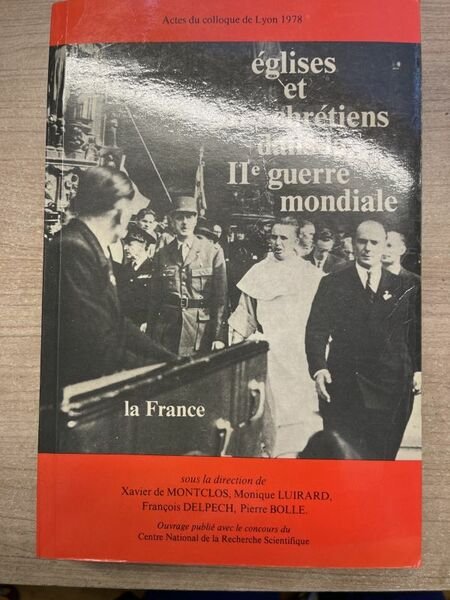 Actes du colloque de Lyon 1978
églises
et
chrétiens
dans la
IIe guerre
mondiale
la France
sous la direction de
Xavier de MONTCLOS, Monique LUIRARD,
François DELPECH, Pierre BOLLE.
Ouvrage publié avec le concours du
Centre National de la Recherche Scientifique